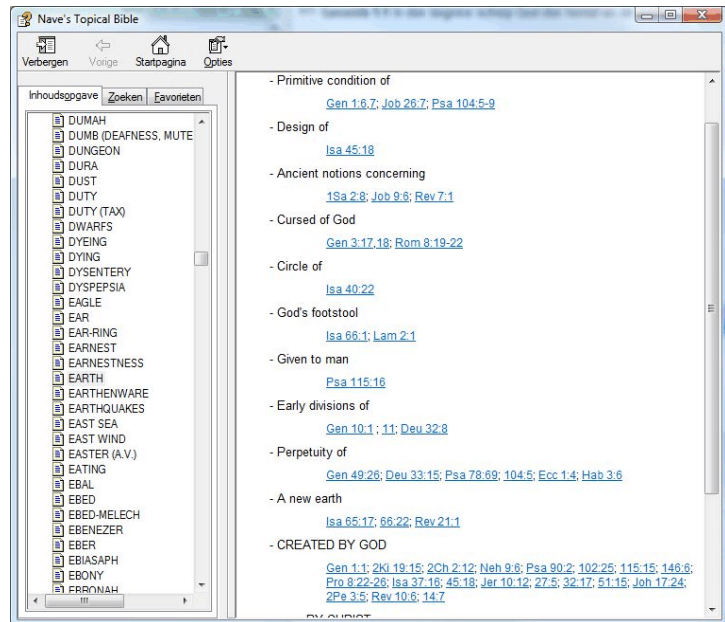 Nave's Topical Bible
Verbergen Vorige Startpagina Opties
Inhoudsopgave Zoeken Favorieten
DUMAH
DUMB (DEAFNESS, MUTE
DUNGEON
DURA
DUST
DUTY
DUTY (TAX)
DWARFS
DYEING
DYING
DYSENTERY
DYSPEPSIA
EAGLE
EAR
EAR-RING
EARNEST
EARNESTNESS
EARTH
EARTHENWARE
EARTHQUAKES
EAST SEA
EAST WIND
EASTER (A.V.)
EATING
EBAL
EBED
EBED-MELECH
EBENEZER
EBER
EBIASAPH
EBONY
EBRONAH
- Primitive condition of
Gen 1:6,7; Job 26:7; Psa 104:5-9
- Design of
Isa 45:18
- Ancient notions concerning
1Sa 2:8; Job 9:6; Rev 7:1
- Cursed of God
Gen 3:17,18; Rom 8:19-22
- Circle of
Isa 40:22
- God's footstool
Isa 66:1; Lam 2:1
- Given to man
Psa 115:16
- Early divisions of
Gen 10:1 ; 11; Deu 32:8
- Perpetuity of
Gen 49:26; Deu 33:15; Psa 78:69; 104:5; Ecc 1:4; Hab 3:6
- A new earth
Isa 65:17; 66:22; Rev 21:1
- CREATED BY GOD
Gen 1:1; 2Ki 19:15; 2Ch 2:12; Neh 9:6; Psa 90:2; 102:25; 115:15; 146:6;
Pro 8:22-26; Isa 37:16; 45:18; Jer 10:12; 27:5; 32:17; 51:15; Joh 17:24;
2Pe 3:5; Rev 10:6; 14:7
BY CHRIST